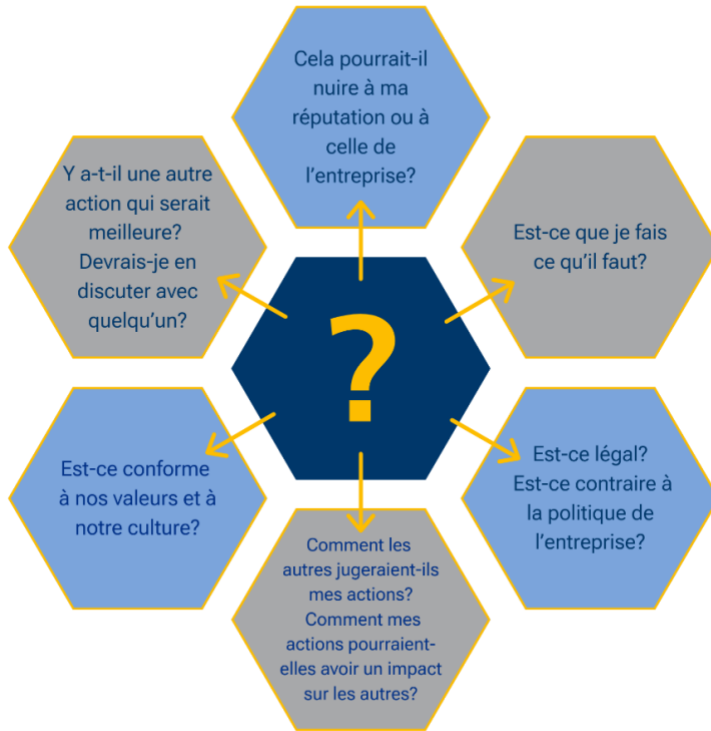 Cela pourrait-il
nuire à ma
réputation ou à
celle de
l'entreprise?
Est-ce que je fais
ce qu'il faut?
Est-ce légal?
Est-ce contraire à
la politique de
l'entreprise?
Comment les
autres jugeraient-ils
mes actions?
Comment mes
actions pourraient-
elles avoir un impact
sur les autres?
Est-ce conforme
à nos valeurs et à
notre culture?
Y a-t-il une autre
action qui serait
meilleure?
Devrais-je en
discuter avec
quelqu'un?
?